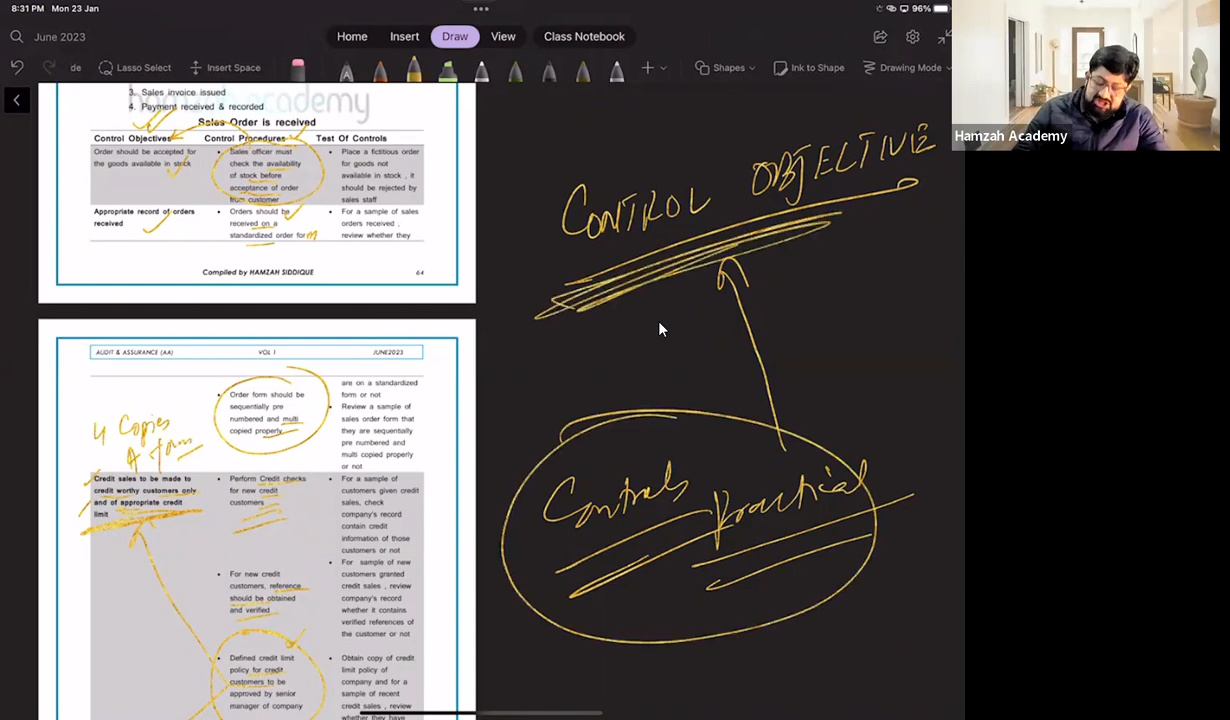 8:31 PM Mon 23 Jan
96%
June 2023
Home Insert Draw View Class Notebook
de Lasso Select Insert Space Shapes Ink to Shape Drawing Mode
Hamzah Academy
academy
3. Sales invoice issued
4. Payment received & recorded
Sales Order is received
Control Objectives Control Procedures Test Of Controls
Order should be accepted for
the goods available in stock
• Sales officer must
check the availability
of stock before
acceptance of order
from customer
• Place a fictitious order
for goods not
available in stock , it
should be rejected by
sales staff
Appropriate record of orders
received
• Orders should be
received on a
standardized order form
• For a sample of sales
orders received ,
review whether they
Compiled by HAMZAH SIDDIQUE 64
AUDIT & ASSURANCE (AA) VOL 1 JUNE2023
• Order form should be
sequentially pre
numbered and multi
copied properly.
are on a standardized
form or not
• Review a sample of
sales order form that
they are sequentially
pre numbered and
multi copied properly
or not
4 Copies
A form
Credit sales to be made to
credit worthy customers only
and of appropriate credit
limit
• Perform Credit checks
for new credit
customers
• For a sample of
customers given credit
sales, check
company's record
contain credit
information of those
customers or not
• For new credit
customers, reference
should be obtained
and verified
• For sample of new
customers granted
credit sales , review
company's record
whether it contains
verified references of
the customer or not
• Defined credit limit
policy for credit
customers to be
approved by senior
manager of company
• Obtain copy of credit
limit policy of
company and for a
sample of recent
credit sales , review
whether they have
CONTROL OBJECTIVE
Controls Practical